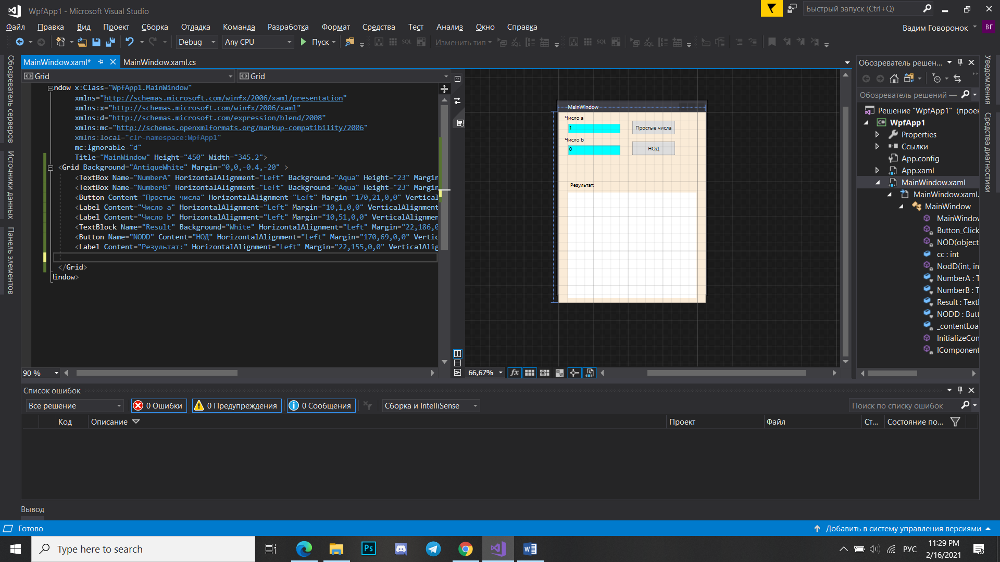 WpfApp1 - Microsoft Visual Studio
Быстрый запуск (Ctrl+Q)
Файл Правка Вид Проект Сборка Отладка Команда Разработка Формат Средства Тест Анализ Окно Справка
Вадим Говоронок ВГ
Debug Any CPU Пуск SQL Изменить тип SQL SQL SQL
Обозреватель серверов
Источники данных
Панель элементов
MainWindow.xaml* MainWindow.xaml.cs
Grid Grid
ndow x:Class="WpfApp1.MainWindow"
xmlns="http://schemas.microsoft.com/winfx/2006/xaml/presentation"
xmlns:x="http://schemas.microsoft.com/winfx/2006/xaml"
xmlns:d="http://schemas.microsoft.com/expression/blend/2008"
xmlns:mc="http://schemas.openxmlformats.org/markup-compatibility/2006"
xmlns:local="clr-namespace:WpfApp1"
mc:Ignorable="d"
Title="MainWindow" Height="450" Width="345.2">
<Grid Background="AntiqueWhite" Margin="0,0,-0.4,-20" >
<TextBox Name="NumberA" HorizontalAlignment="Left" Background="Aqua" Height="23" Margin
<TextBox Name="NumberB" HorizontalAlignment="Left" Background="Aqua" Height="23" Margin
<Button Content="Простые числа" HorizontalAlignment="Left" Margin="170,21,0,0" Vertical
<Label Content="Число a" HorizontalAlignment="Left" Margin="10,1,0,0" VerticalAlignment
<Label Content="Число b" HorizontalAlignment="Left" Margin="10,51,0,0" VerticalAlignmen
<TextBlock Name="Result" Background="White" HorizontalAlignment="Left" Margin="22,186,0
<Button Name="NODD" Content="НОД" HorizontalAlignment="Left" Margin="170,69,0,0" Vertic
<Label Content="Результат:" HorizontalAlignment="Left" Margin="22,155,0,0" VerticalAlig
</Grid>
indow>
90 %
MainWindow
Число a
1
Простые числа
Число b
0
НОД
Результат:
66,67%
Обозреватель решен...
Обозреватель решений —
Решение "WpfApp1" (проек
WpfApp1
Properties
Ссылки
App.config
App.xaml
MainWindow.xaml
MainWindow.xaml.
MainWindow
MainWindov
Button_Click
NOD(object,
cc : int
NodD(int, in
NumberA : T
NumberB : T
Result : TextB
NODD : Butt
_contentLoa
InitializeCon
IComponent
Уведомления
Средства диагностики
Список ошибок
Все решение 0 Ошибки 0 Предупреждения 0 Сообщения Сборка и IntelliSense Поиск по списку ошибок
Код Описание Проект Файл Ст... Состояние по...
Вывод
Готово
Добавить в систему управления версиями
Type here to search
Ps
РУС
11:29 PM
2/16/2021